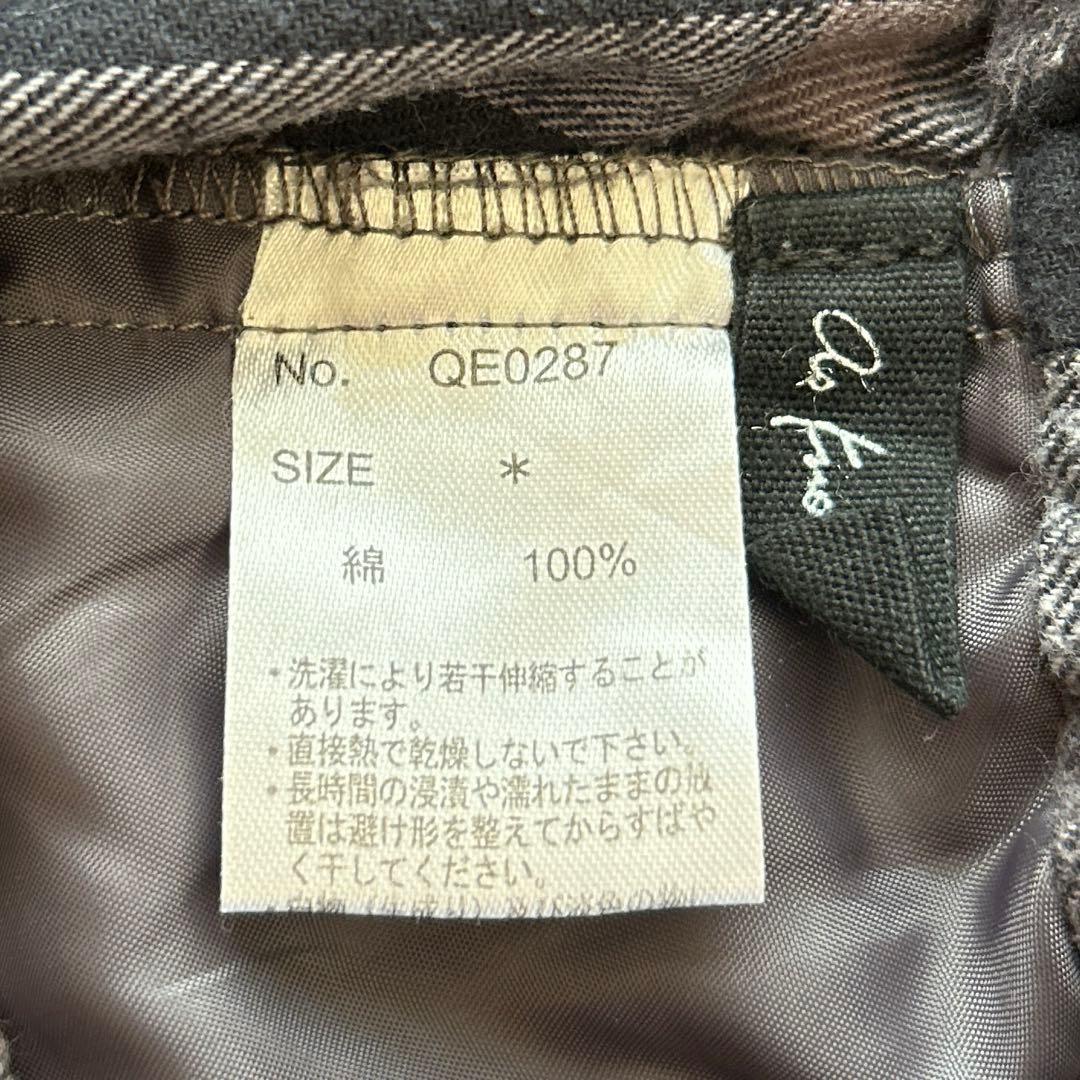 No. QE0287
SIZE *
綿 100%
・洗濯により若干伸縮することが
あります。
・直接熱で乾燥しないで下さい。
・長時間の浸漬や濡れたままの放
置は避け形を整えてからすばや
く干してください。
as